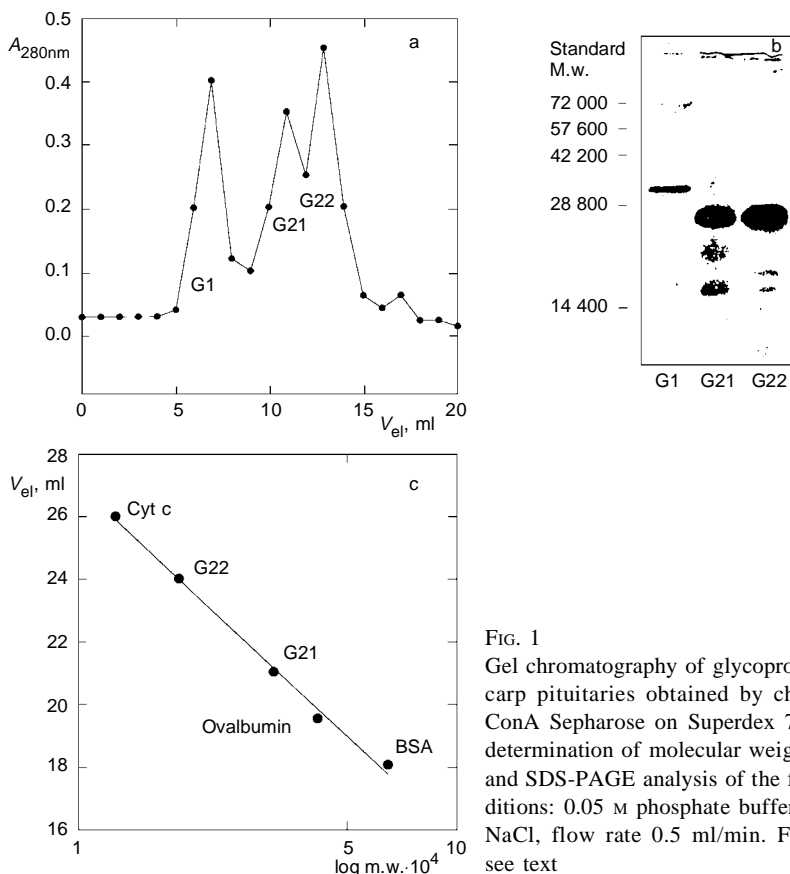 0.5
A280nm
a
0.4
0.3
G22
0.2
G21
0.1
G1
0.0
0 5 10 15 20
Vel, ml
Standard
M.w.
b
72 000 –
57 600 –
42 200 –
28 800 –
14 400 –
G1 G21 G22
28
Vel, ml
c
26
Cyt c
24
G22
22
G21
20
Ovalbumin
BSA
18
16
1 5 10
log m.w.·10⁴
FIG. 1
Gel chromatography of glycopro
carp pituitaries obtained by ch
ConA Sepharose on Superdex 7
determination of molecular weig
and SDS-PAGE analysis of the f
ditions: 0.05 M phosphate buffer
NaCl, flow rate 0.5 ml/min. F
see text